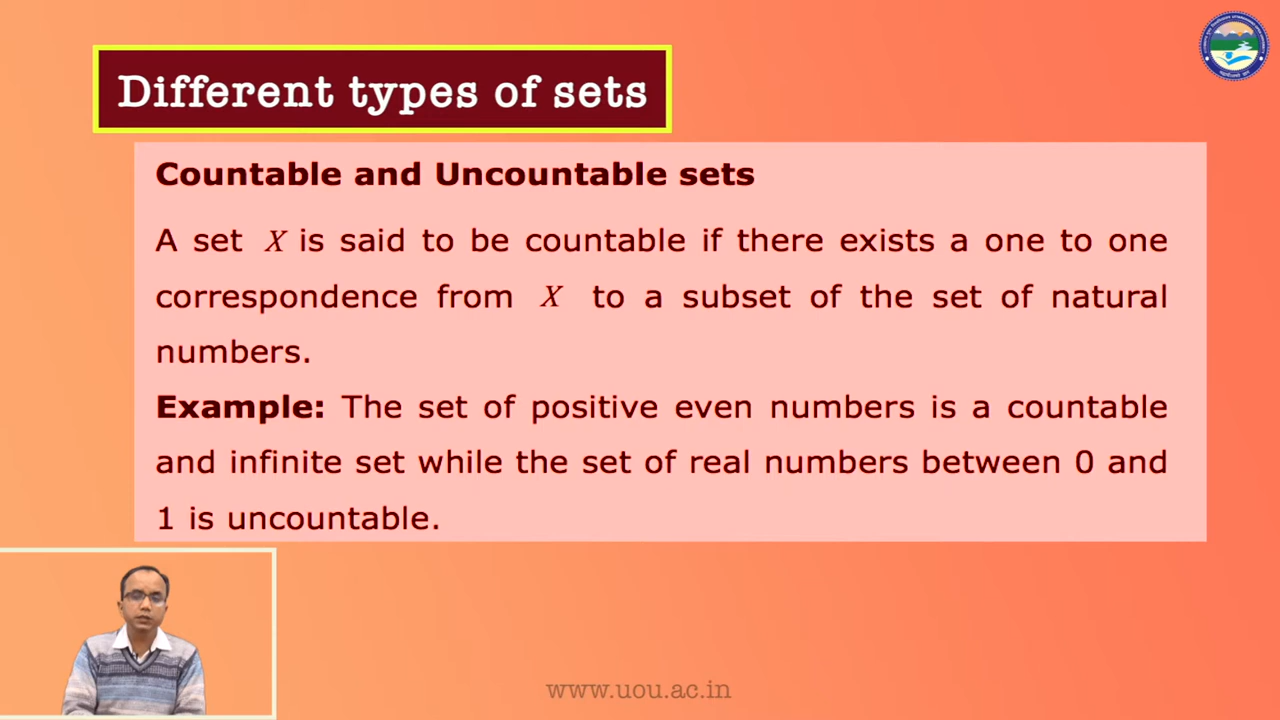 Different types of sets
Countable and Uncountable sets
A set X is said to be countable if there exists a one to one
correspondence from X to a subset of the set of natural
numbers.
Example: The set of positive even numbers is a countable
and infinite set while the set of real numbers between 0 and
1 is uncountable.
www.uou.ac.in